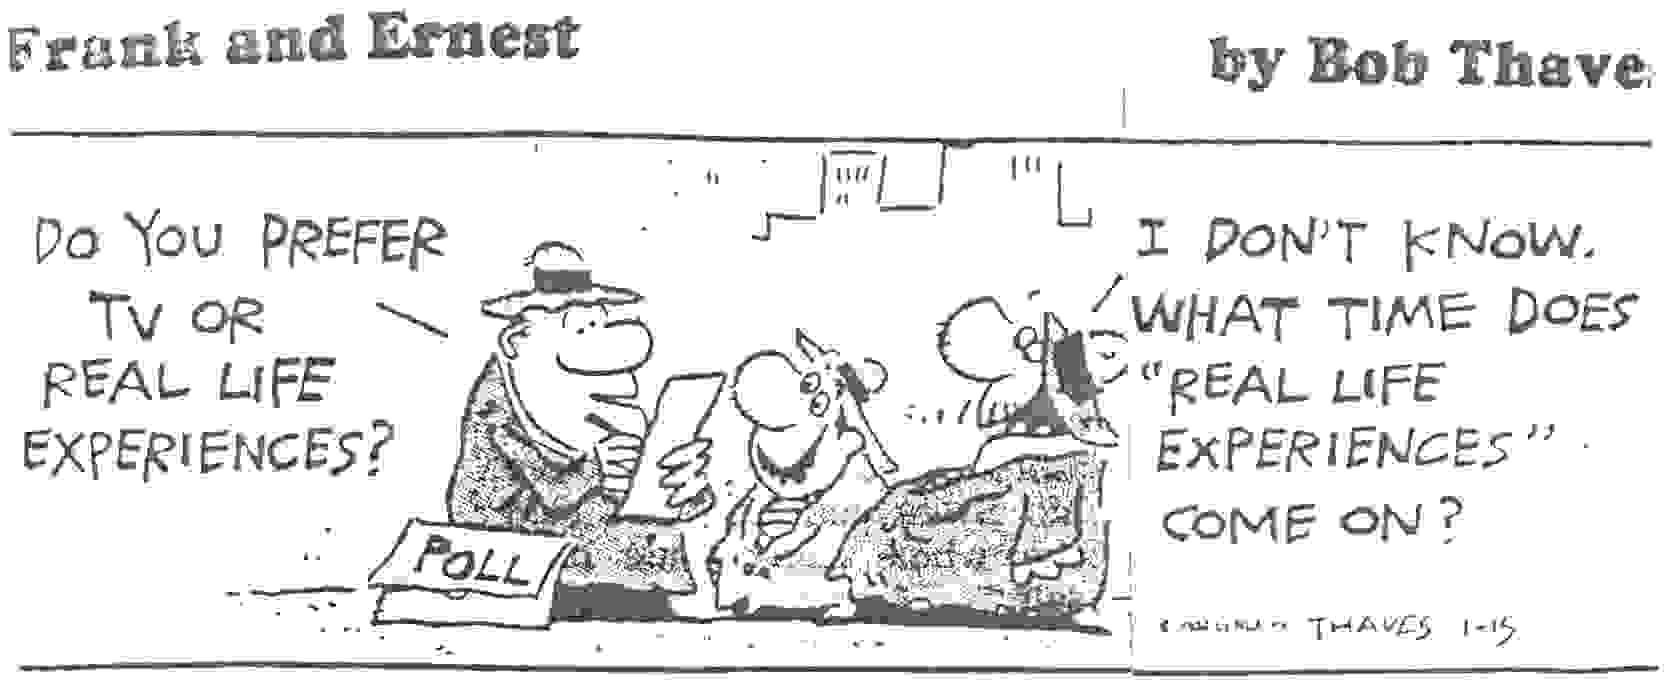 Frank and Ernest
by Bob Thave
DO YOU PREFER
TV OR
REAL LIFE
EXPERIENCES?
I DON'T KNOW.
WHAT TIME DOES
"REAL LIFE
EXPERIENCES"
COME ON?
POLL
THAVES 1-15